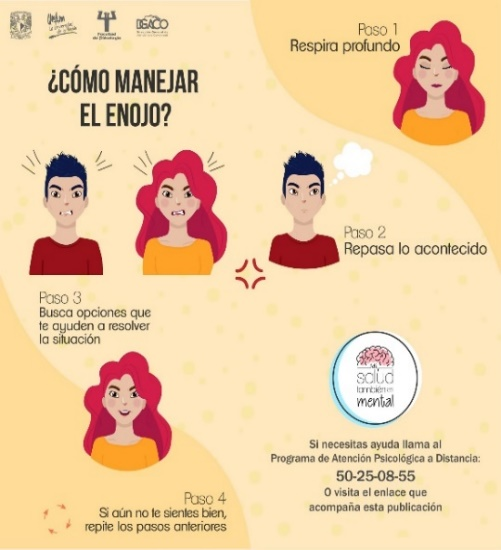 ¿CÓMO MANEJAR
EL ENOJO?
Paso 1
Respira profundo
Paso 2
Repasa lo acontecido
Paso 3
Busca opciones que
te ayuden a resolver
la situación
Paso 4
Si aún no te sientes bien,
repite los pasos anteriores
salud
también es
mental
Si necesitas ayuda llama al
Programa de Atención Psicológica a Distancia:
50-25-08-55
O visita el enlace que
acompaña esta publicación